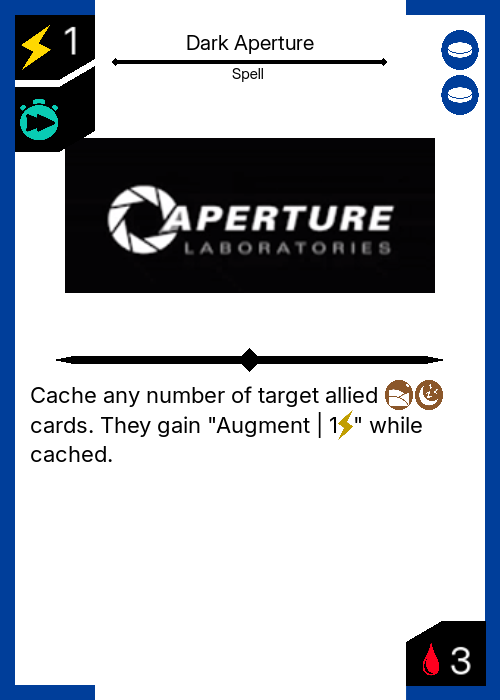 1
Dark Aperture
Spell
APERTURE
LABORATORIES
Cache any number of target allied
cards. They gain "Augment | 1" while
cached.
3